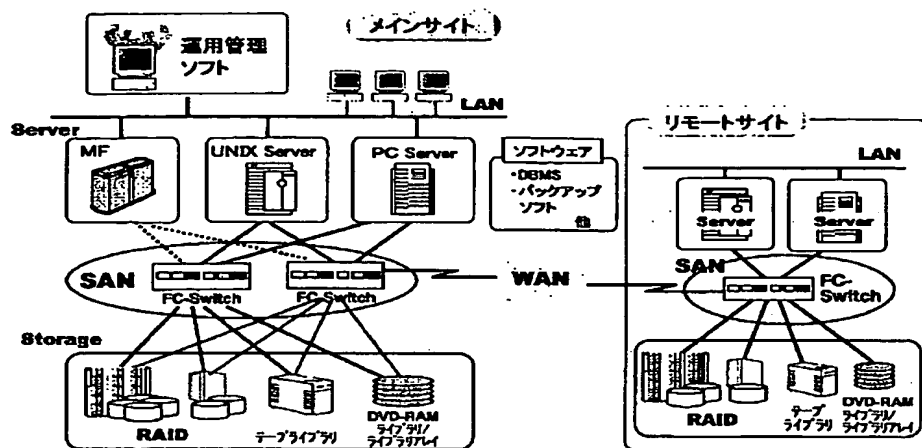 運用管理
ソフト
メインサイト
LAN
Server
MF
UNIX Server
PC Server
ソフトウェア
・DBMS
・バックアップ
ソフト
他
SAN
FC-Switch
FC-Switch
WAN
Storage
RAID
テープライブラリ
DVD-RAM
ライブラリ/
ライブラリアレイ
リモートサイト
LAN
Server
Server
SAN
FC-
Switch
RAID
テープ
ライブラリ
DVD-RAM
ライブラリ/
ライブラリアレイ